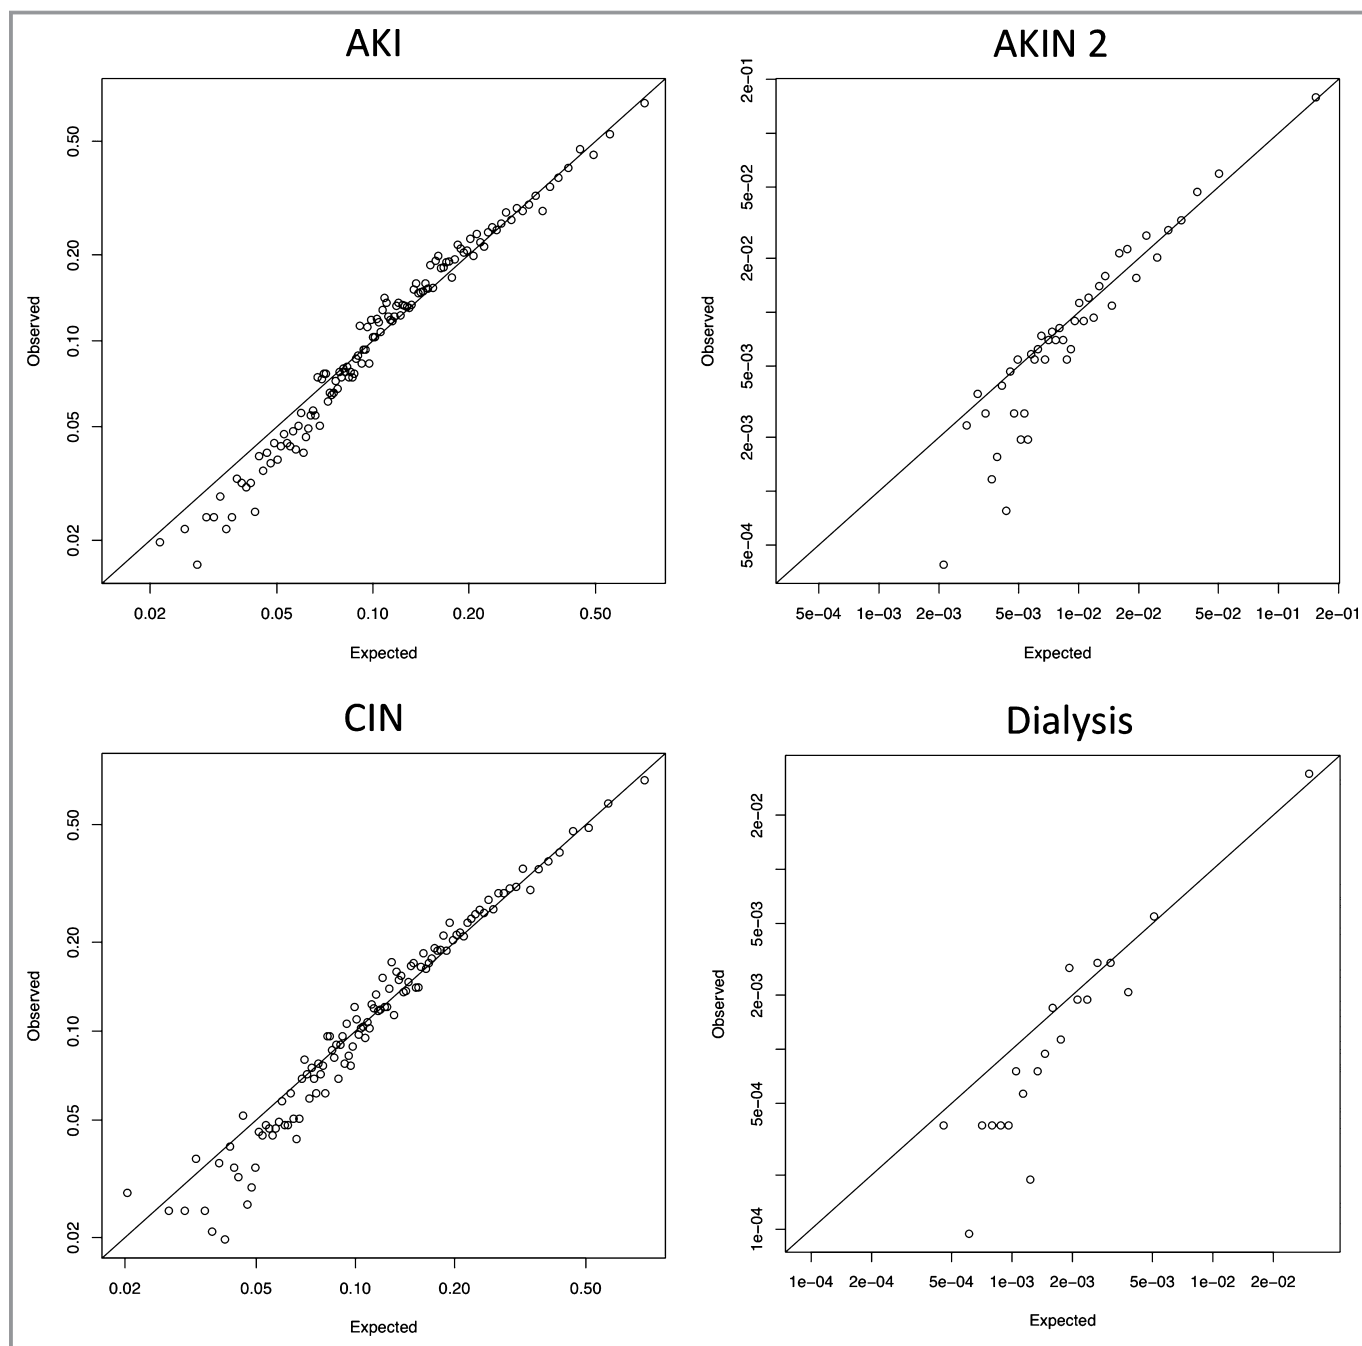 AKI
Observed
0.50
0.20
0.10
0.05
0.02
0.02 0.05 0.10 0.20 0.50
Expected
AKIN 2
Observed
2e−01
5e−02
2e−02
5e−03
2e−03
5e−04
5e−04 1e−03 2e−03 5e−03 1e−02 2e−02 5e−02 1e−01 2e−01
Expected
CIN
Observed
0.50
0.20
0.10
0.05
0.02
0.02 0.05 0.10 0.20 0.50
Expected
Dialysis
Observed
2e−02
5e−03
2e−03
5e−04
1e−04
1e−04 2e−04 5e−04 1e−03 2e−03 5e−03 1e−02 2e−02
Expected